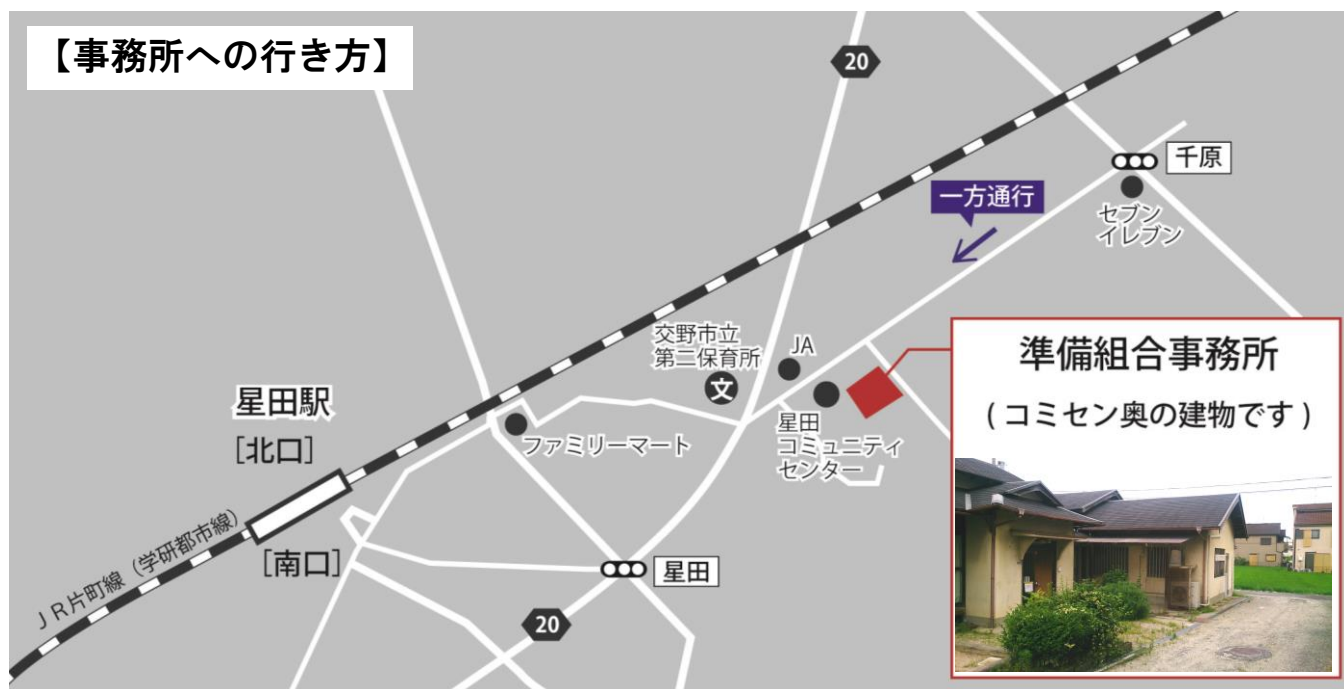 【事務所への行き方】
20
千原
一方通行
セブン
イレブン
交野市立
第二保育所
文
JA
準備組合事務所
(コミセン奥の建物です)
星田駅
[北口]
ファミリーマート
星田
コミュニティ
センター
JR片町線（学研都市線）
[南口]
星田
20